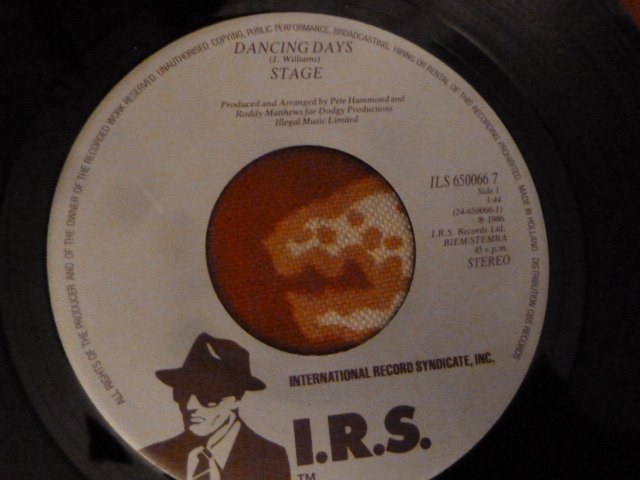 ALL RIGHTS OF THE PRODUCER AND OF THE OWNER OF THE RECORDED WORK RESERVED. UNAUTHORISED COPYING, PUBLIC PERFORMANCE, BROADCASTING, HIRING OR RENTAL OF THIS RECORDING PROHIBITED. MADE IN HOLLAND. DISTRIBUTION CBS RECORDS
DANCING DAYS
(J. Williams)
STAGE
Produced and Arranged by Pete Hammond and
Roddy Matthews for Dodgy Productions
Illegal Music Limited
ILS 650066 7
Side 1
3:44
(24-650066-1)
℗ 1986
I.R.S. Records Ltd.
BIEM/STEMRA
45 r.p.m.
STEREO
INTERNATIONAL RECORD SYNDICATE, INC.
I.R.S.
TM